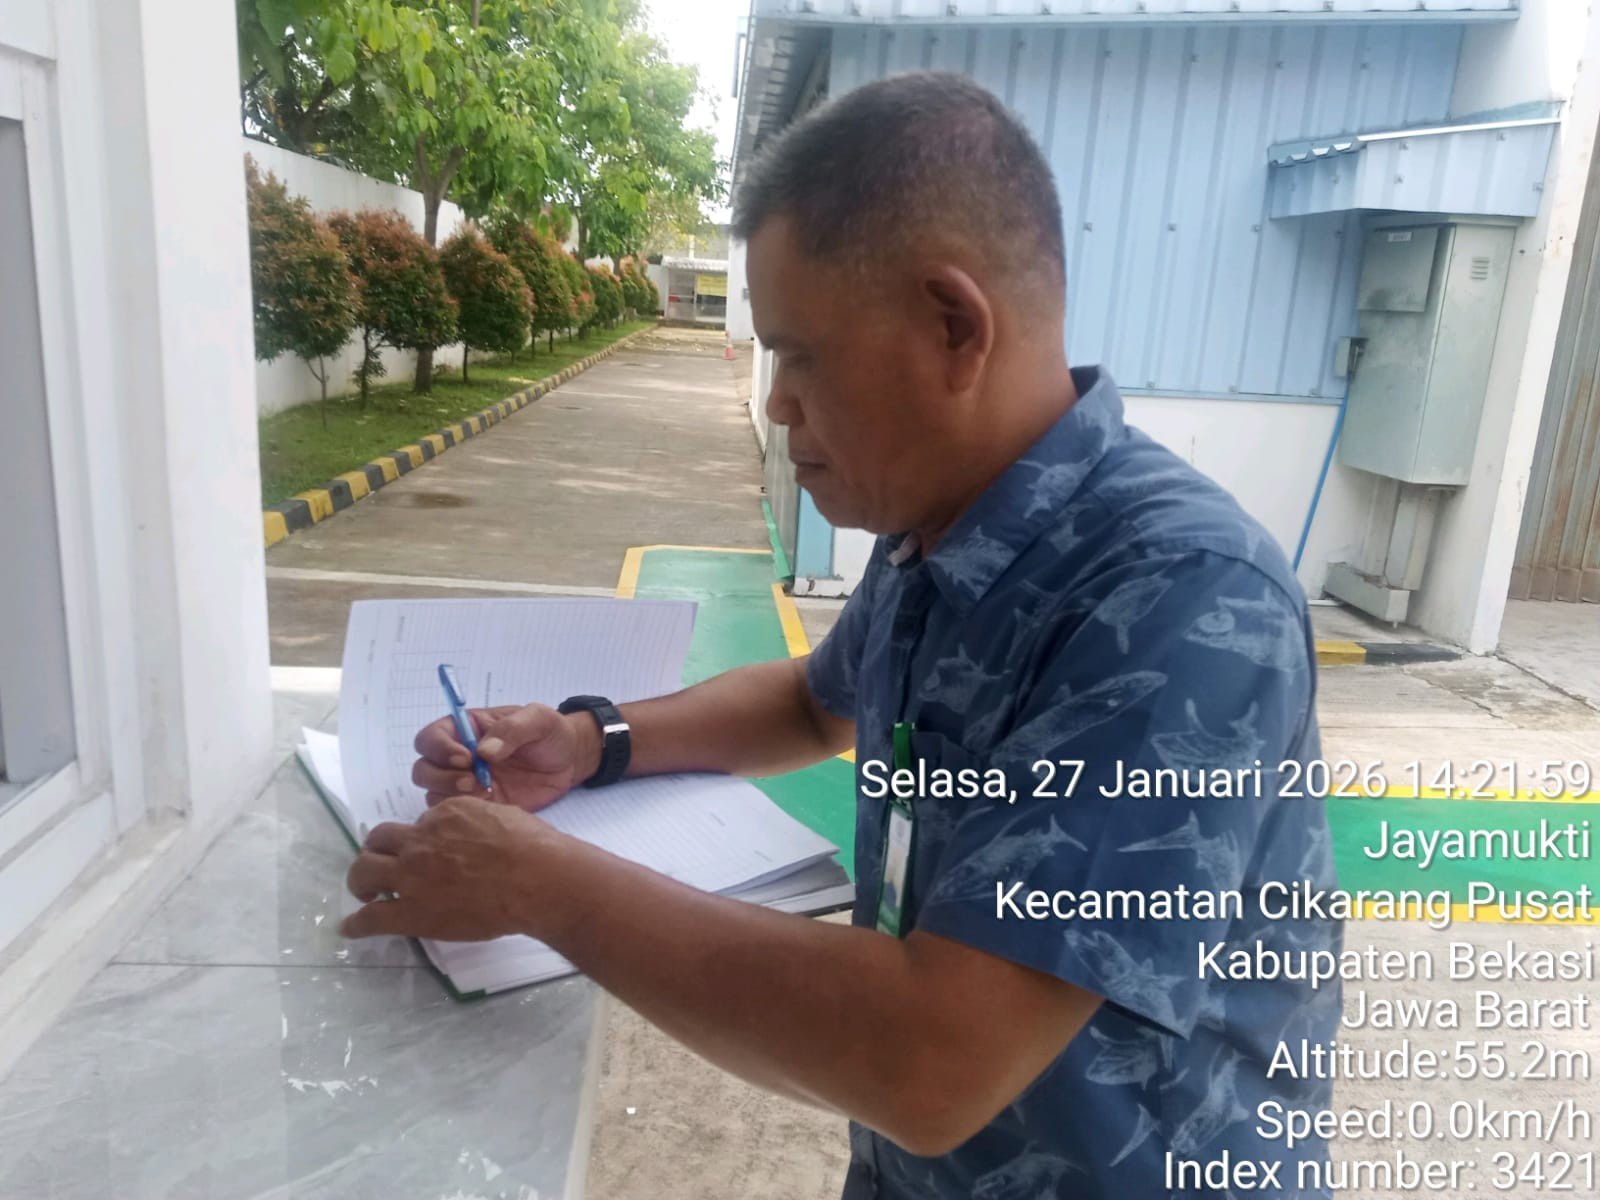 Selasa, 27 Januari 2026 14:21:59
Jayamukti
Kecamatan Cikarang Pusat
Kabupaten Bekasi
Jawa Barat
Altitude:55.2m
Speed:0.0km/h
Index number: 3421